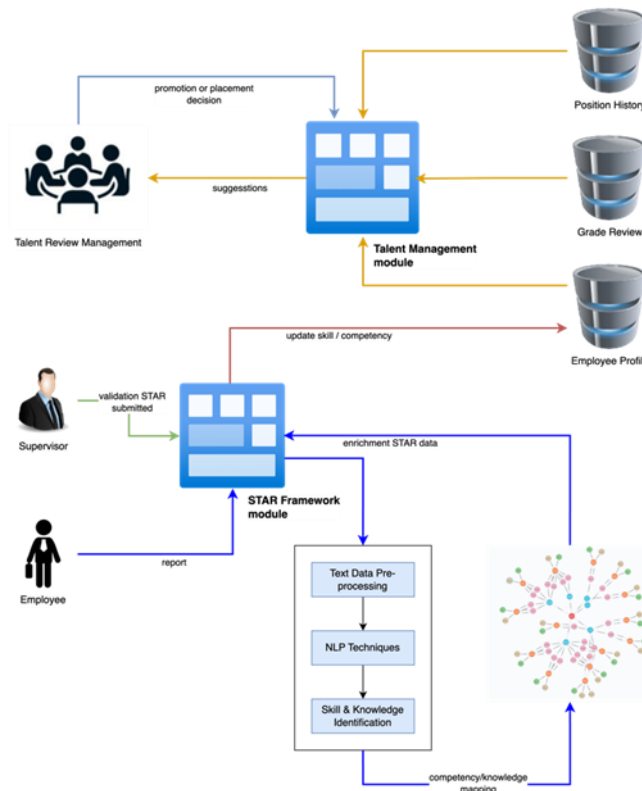 Position History
promotion or placement
decision
suggesstions
Talent Review Management
Grade Review
Talent Management
module
Employee Profil
update skill / competency
validation STAR
submitted
Supervisor
enrichment STAR data
STAR Framework
module
report
Employee
Text Data Pre-
processing
NLP Techniques
Skill & Knowledge
Identification
competency/knowledge
mapping